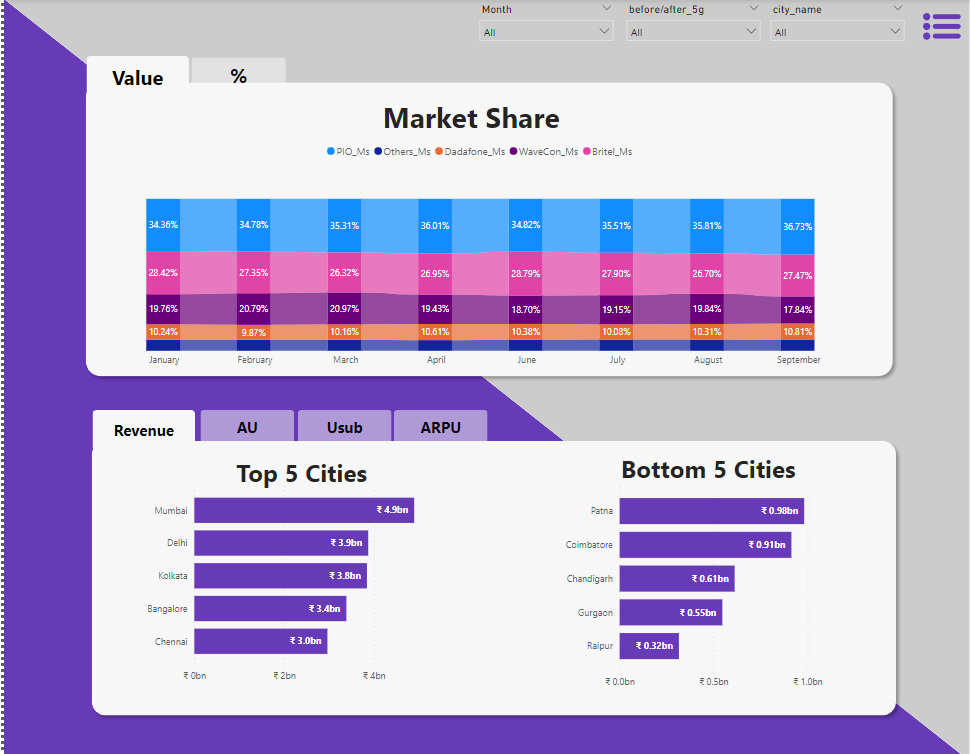 Month before/after_5g city_name
All All All
Value %
Market Share
PIO_Ms Others_Ms Dadafone_Ms WaveCon_Ms Britel_Ms
34.36% 34.78% 35.31% 36.01% 34.82% 35.51% 35.81% 36.73%
28.42% 27.35% 26.32% 26.95% 28.79% 27.90% 26.70% 27.47%
19.76% 20.79% 20.97% 19.43% 18.70% 19.15% 19.84% 17.84%
10.24% 9.87% 10.16% 10.61% 10.38% 10.08% 10.31% 10.81%
January February March April June July August September
Revenue AU Usub ARPU
Top 5 Cities
Mumbai ₹ 4.9bn
Delhi ₹ 3.9bn
Kolkata ₹ 3.8bn
Bangalore ₹ 3.4bn
Chennai ₹ 3.0bn
₹ 0bn ₹ 2bn ₹ 4bn
Bottom 5 Cities
Patna ₹ 0.98bn
Coimbatore ₹ 0.91bn
Chandigarh ₹ 0.61bn
Gurgaon ₹ 0.55bn
Raipur ₹ 0.32bn
₹ 0.0bn ₹ 0.5bn ₹ 1.0bn